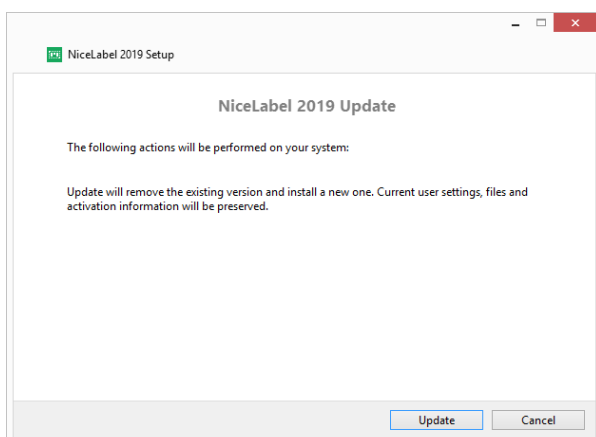 NiceLabel 2019 Setup
NiceLabel 2019 Update
The following actions will be performed on your system:
Update will remove the existing version and install a new one. Current user settings, files and
activation information will be preserved.
Update
Cancel